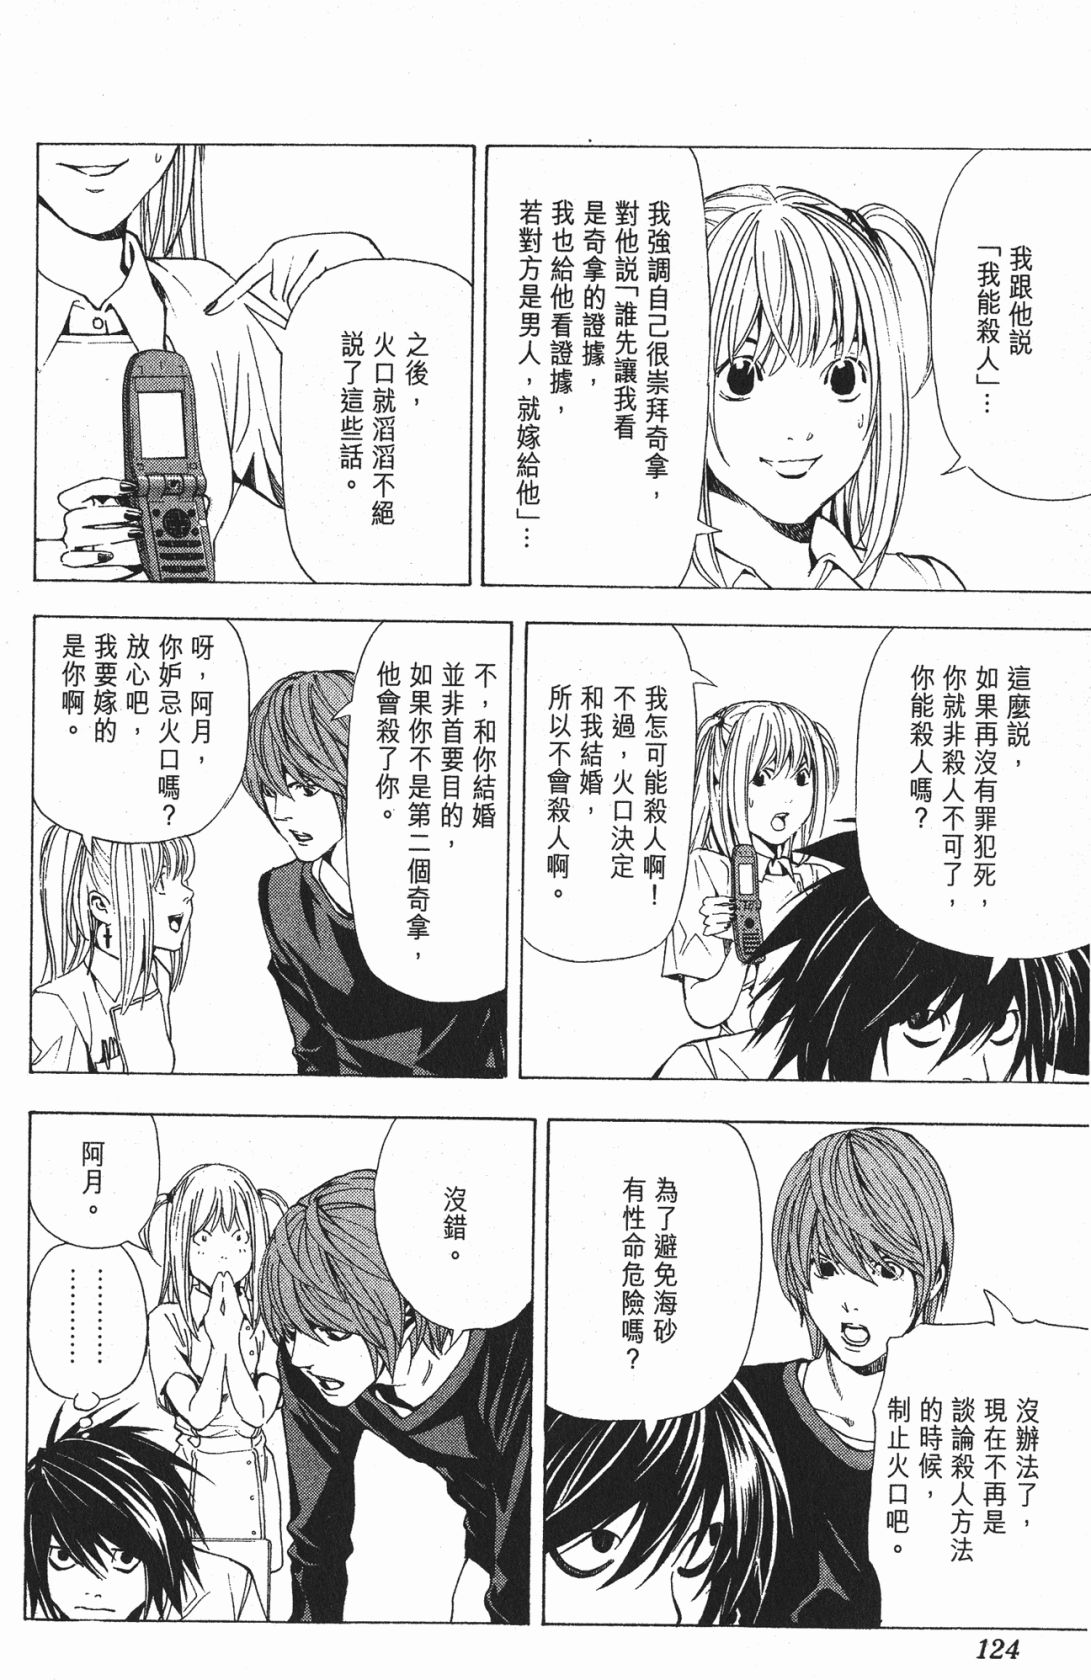 我跟他說
「我能殺人」…
我強調自己很崇拜奇拿，
對他說「誰先讓我看
是奇拿的證據，
我也給他看證據，
若對方是男人，就嫁給他」…
之後，
火口就滔滔不絕
說了這些話。
這麼說，
如果再沒有罪犯死，
你就非殺人不可了，
你能殺人嗎？
我怎可能殺人啊！
不過，火口決定
和我結婚，
所以不會殺人啊。
不，和你結婚
並非首要目的，
如果你不是第二個奇拿，
他會殺了你。
呀，阿月，
你妒忌火口嗎？
放心吧，
我要嫁的
是你啊。
沒辦法了，
現在不再是
談論殺人方法
的時候，
制止火口吧。
為了避免海砂
有性命危險嗎？
沒錯。
阿月。
…………
…………
124